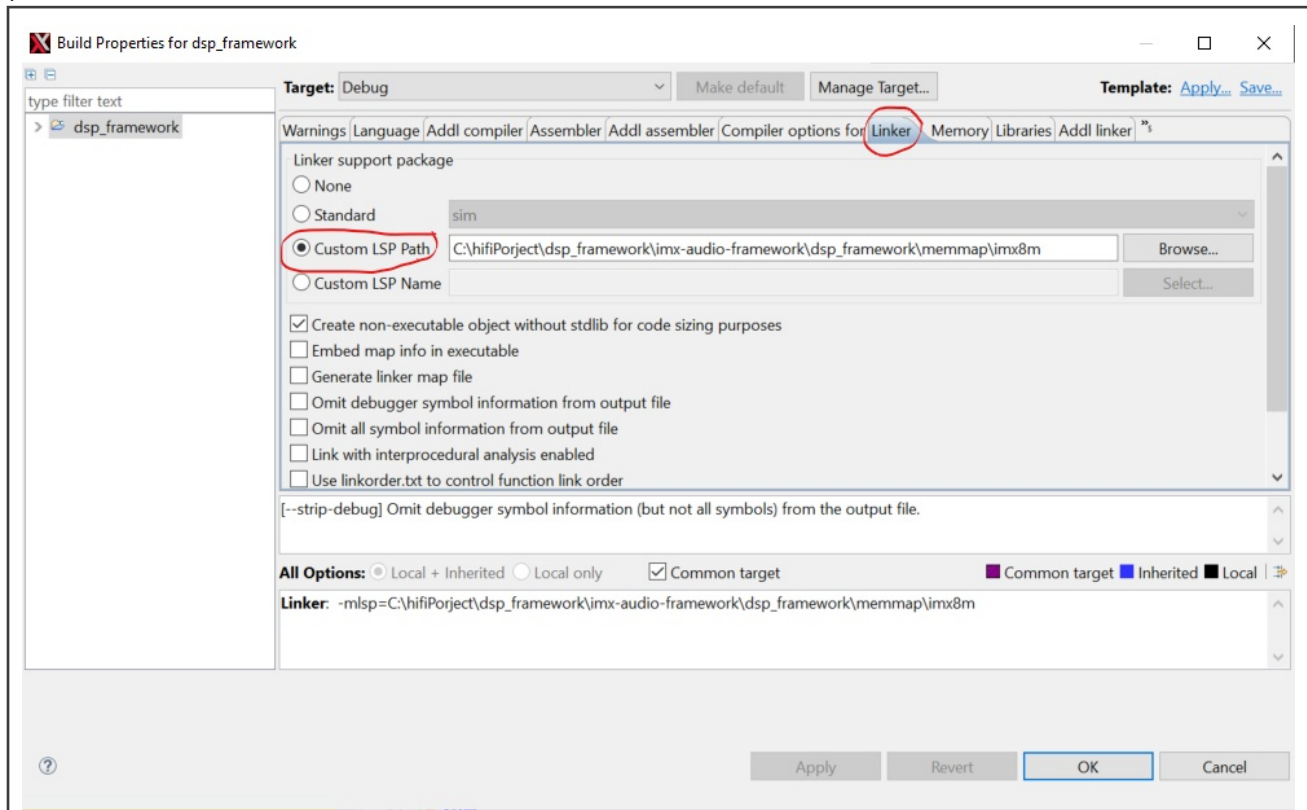 Build Properties for dsp_framework
type filter text
dsp_framework
Target: Debug Make default Manage Target... Template: Apply... Save...
Warnings Language Addl compiler Assembler Addl assembler Compiler options for Linker Memory Libraries Addl linker »5
Linker support package
None
Standard sim
Custom LSP Path C:\hifiPorject\dsp_framework\imx-audio-framework\dsp_framework\memmap\imx8m Browse...
Custom LSP Name Select...
Create non-executable object without stdlib for code sizing purposes
Embed map info in executable
Generate linker map file
Omit debugger symbol information from output file
Omit all symbol information from output file
Link with interprocedural analysis enabled
Use linkorder.txt to control function link order
[--strip-debug] Omit debugger symbol information (but not all symbols) from the output file.
All Options: Local + Inherited Local only Common target Common target Inherited Local
Linker: -mlsp=C:\hifiPorject\dsp_framework\imx-audio-framework\dsp_framework\memmap\imx8m
Apply Revert OK Cancel